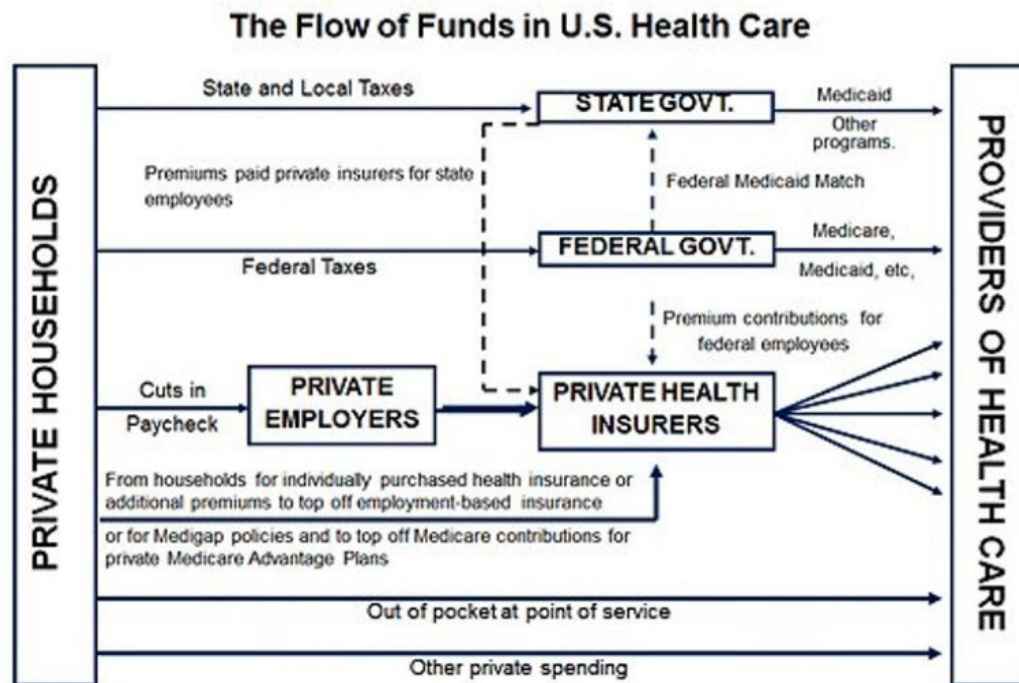 The Flow of Funds in U.S. Health Care
PRIVATE HOUSEHOLDS
State and Local Taxes
STATE GOVT.
Medicaid
Other
programs.
Premiums paid private insurers for state
employees
Federal Medicaid Match
Federal Taxes
FEDERAL GOVT.
Medicare,
Medicaid, etc,
Premium contributions for
federal employees
Cuts in
Paycheck
PRIVATE
EMPLOYERS
PRIVATE HEALTH
INSURERS
From households for individually purchased health insurance or
additional premiums to top off employment-based insurance
or for Medigap policies and to top off Medicare contributions for
private Medicare Advantage Plans
Out of pocket at point of service
Other private spending
PROVIDERS OF HEALTH CARE